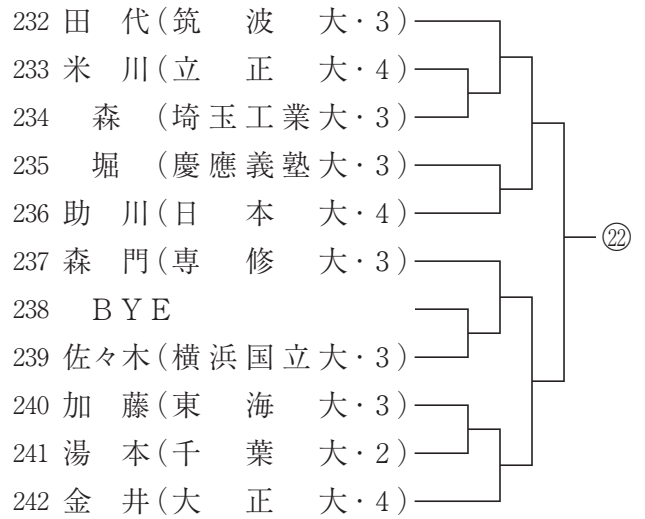 232 田 代(筑 波 大・3)
233 米 川(立 正 大・4)
234 森 (埼玉工業大・3)
235 堀 (慶應義塾大・3)
236 助 川(日 本 大・4)
㉒
237 森 門(専 修 大・3)
238 BYE
239 佐々木(横浜国立大・3)
240 加 藤(東 海 大・3)
241 湯 本(千 葉 大・2)
242 金 井(大 正 大・4)